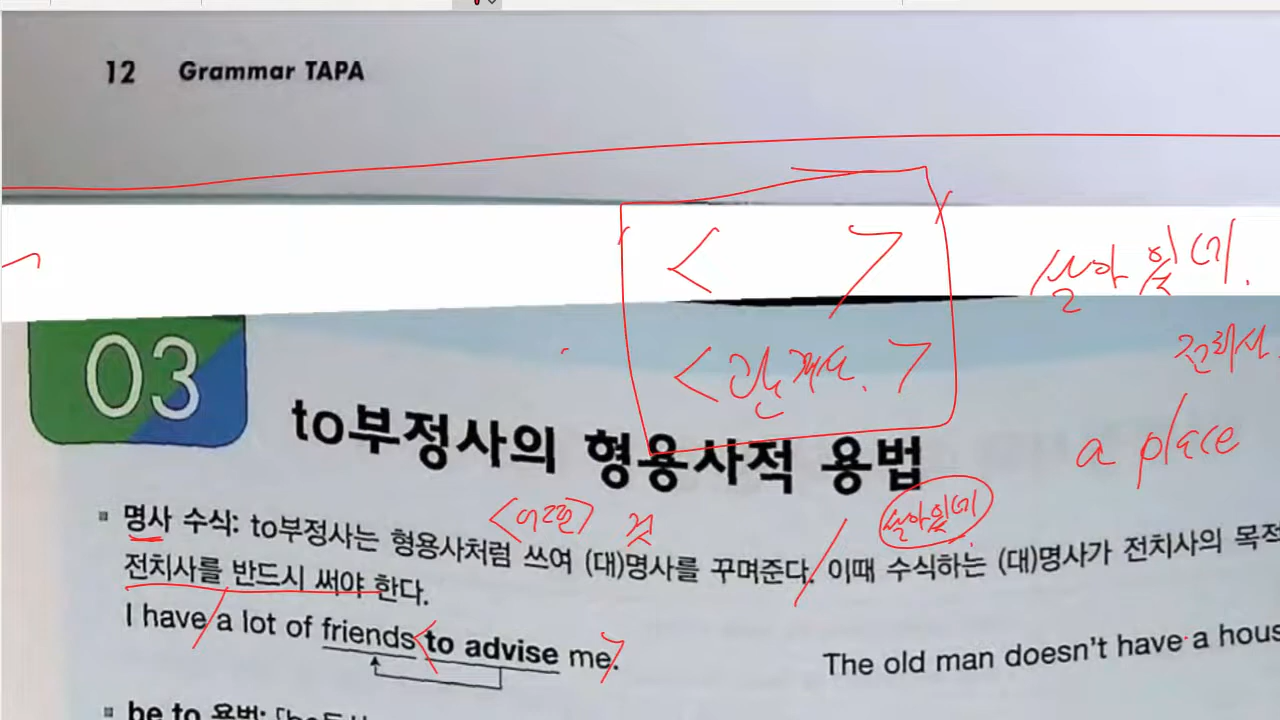 12 Grammar TAPA
< >
살아있네.
<관계도.>
전치사.
03
to부정사의 형용사적 용법
a place
<어떤> 것
살아있네
명사 수식: to부정사는 형용사처럼 쓰여 (대)명사를 꾸며준다. 이때 수식하는 (대)명사가 전치사의 목적
전치사를 반드시 써야 한다.
I have a lot of friends <to advise me>.
The old man doesn't have a hous
be to 용법: